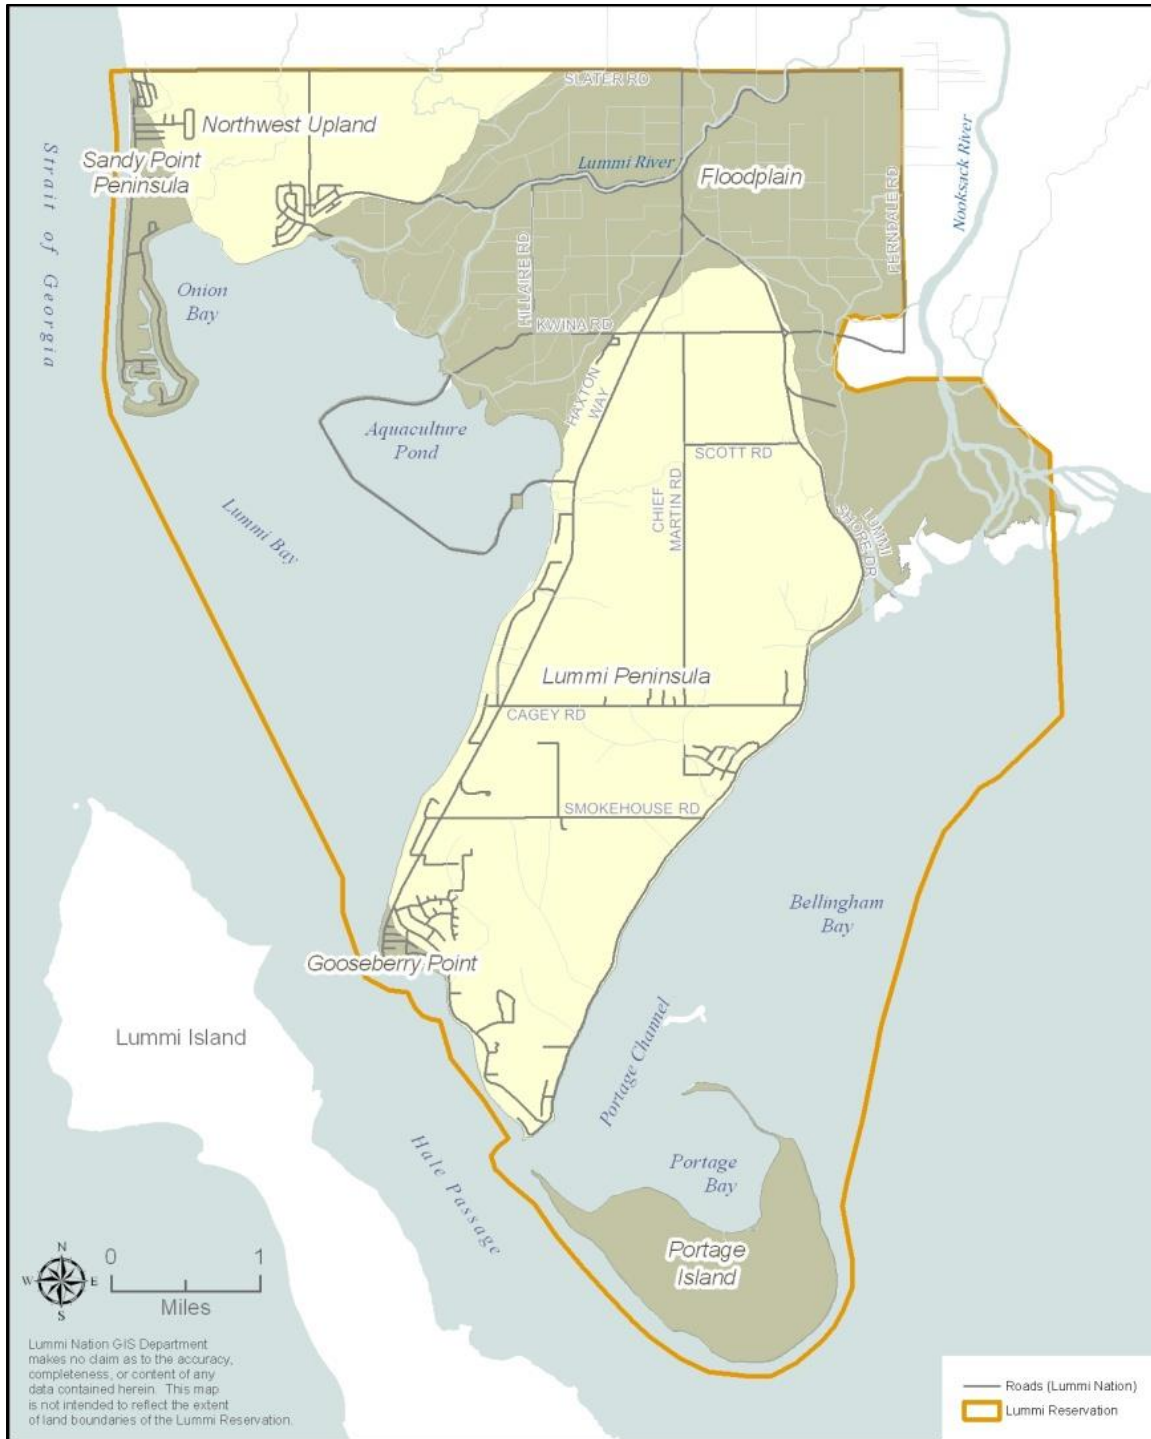 SLATER RD
Northwest Upland
Sandy Point
Peninsula
Lummi River
Floodplain
Nooksack River
FERNDALE RD
Strait of Georgia
Onion
Bay
HILLAIRE RD
KWINA RD
HAXTON
WAY
Aquaculture
Pond
SCOTT RD
CHIEF
MARTIN RD
LUMMI
SHORE DR
Lummi Bay
Lummi Peninsula
CAGEY RD
SMOKEHOUSE RD
Bellingham
Bay
Gooseberry Point
Lummi Island
Portage Channel
Hale Passage
Portage
Bay
Portage
Island
N
W E
S
0 1
Miles
Lummi Nation GIS Department
makes no claim as to the accuracy,
completeness, or content of any
data contained herein. This map
is not intended to reflect the extent
of land boundaries of the Lummi Reservation.
Roads (Lummi Nation)
Lummi Reservation